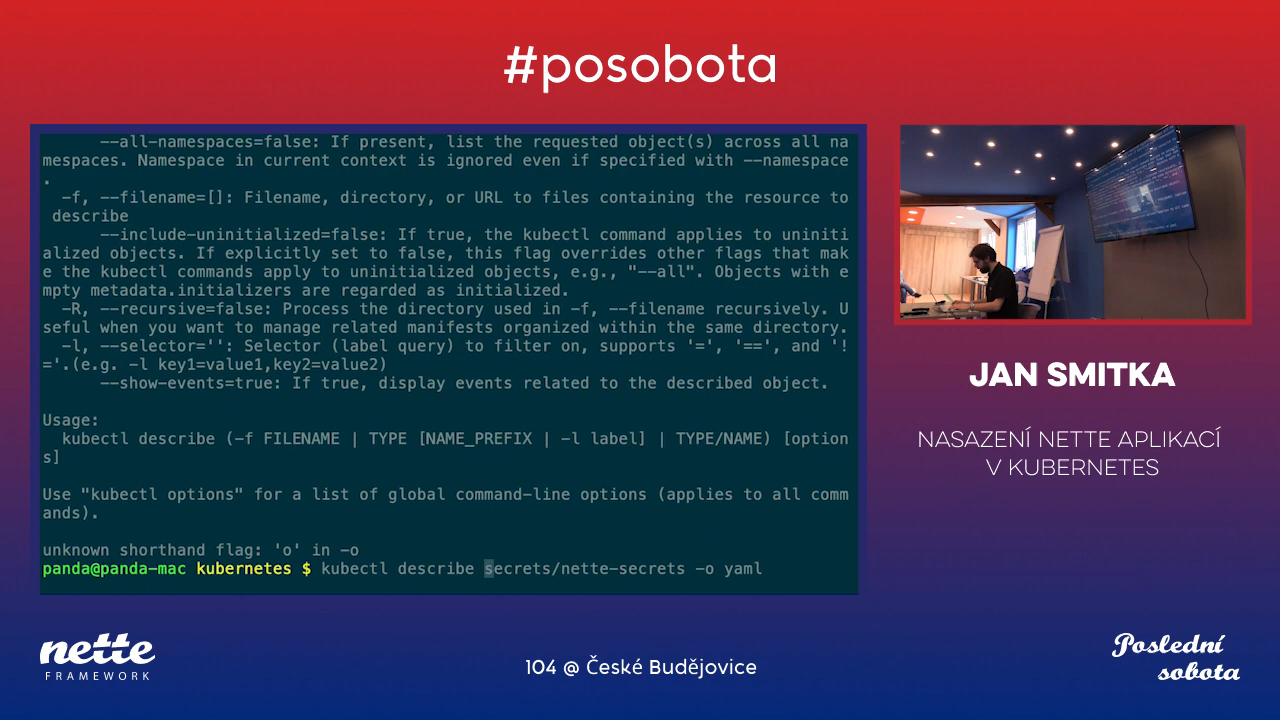 #posobota
--all-namespaces=false: If present, list the requested object(s) across all na
mespaces. Namespace in current context is ignored even if specified with --namespace
.
-f, --filename=[]: Filename, directory, or URL to files containing the resource to
describe
--include-uninitialized=false: If true, the kubectl command applies to uniniti
alized objects. If explicitly set to false, this flag overrides other flags that mak
e the kubectl commands apply to uninitialized objects, e.g., "--all". Objects with e
mpty metadata.initializers are regarded as initialized.
-R, --recursive=false: Process the directory used in -f, --filename recursively. U
seful when you want to manage related manifests organized within the same directory.
-l, --selector='': Selector (label query) to filter on, supports '=', '==', and '!
='.(e.g. -l key1=value1,key2=value2)
--show-events=true: If true, display events related to the described object.
Usage:
kubectl describe (-f FILENAME | TYPE [NAME_PREFIX | -l label] | TYPE/NAME) [option
s]
Use "kubectl options" for a list of global command-line options (applies to all comm
ands).
unknown shorthand flag: 'o' in -o
panda@panda-mac kubernetes $ kubectl describe secrets/nette-secrets -o yaml
JAN SMITKA
NASAZENÍ NETTE APLIKACÍ
V KUBERNETES
nette
FRAMEWORK
104 @ České Budějovice
Poslední
sobota